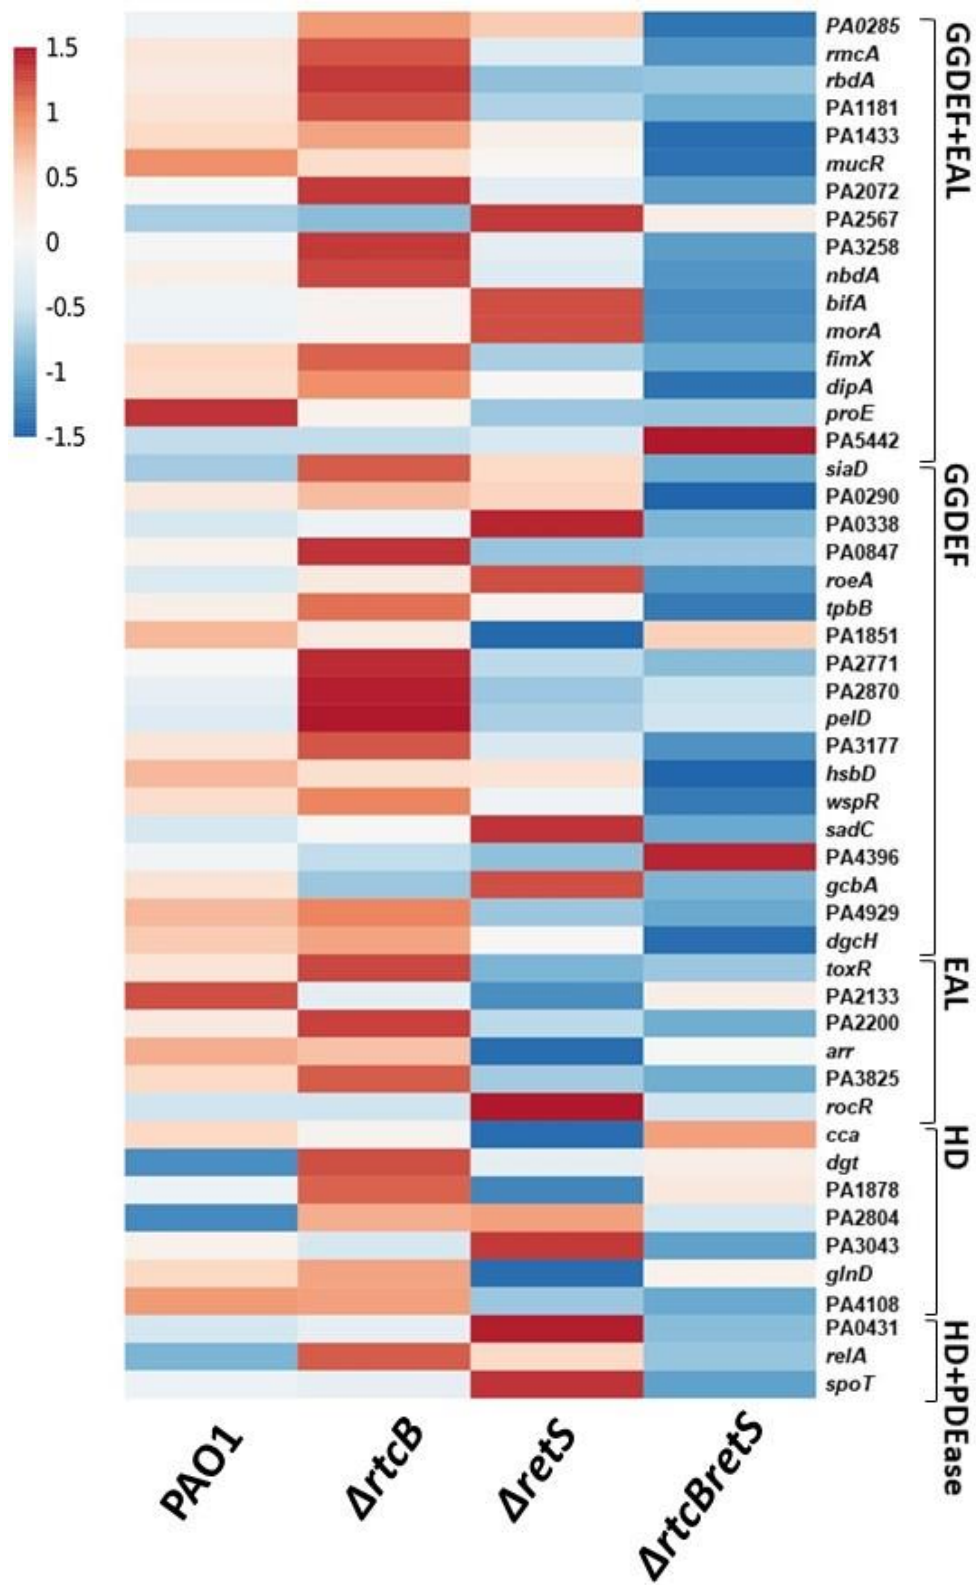 1.5
1
0.5
0
-0.5
-1
-1.5
PA0285
rmcA
rbdA
PA1181
PA1433
mucR
PA2072
PA2567
PA3258
nbdA
bifA
morA
fimX
dipA
proE
PA5442
siaD
PA0290
PA0338
PA0847
roeA
tpbB
PA1851
PA2771
PA2870
pelD
PA3177
hsbD
wspR
sadC
PA4396
gcbA
PA4929
dgcH
toxR
PA2133
PA2200
arr
PA3825
rocR
cca
dgt
PA1878
PA2804
PA3043
glnD
PA4108
PA0431
relA
spoT
GGDEF+EAL
GGDEF
EAL
HD
HD+PDEase
PAO1
ΔrtcB
ΔretS
ΔrtcBretS